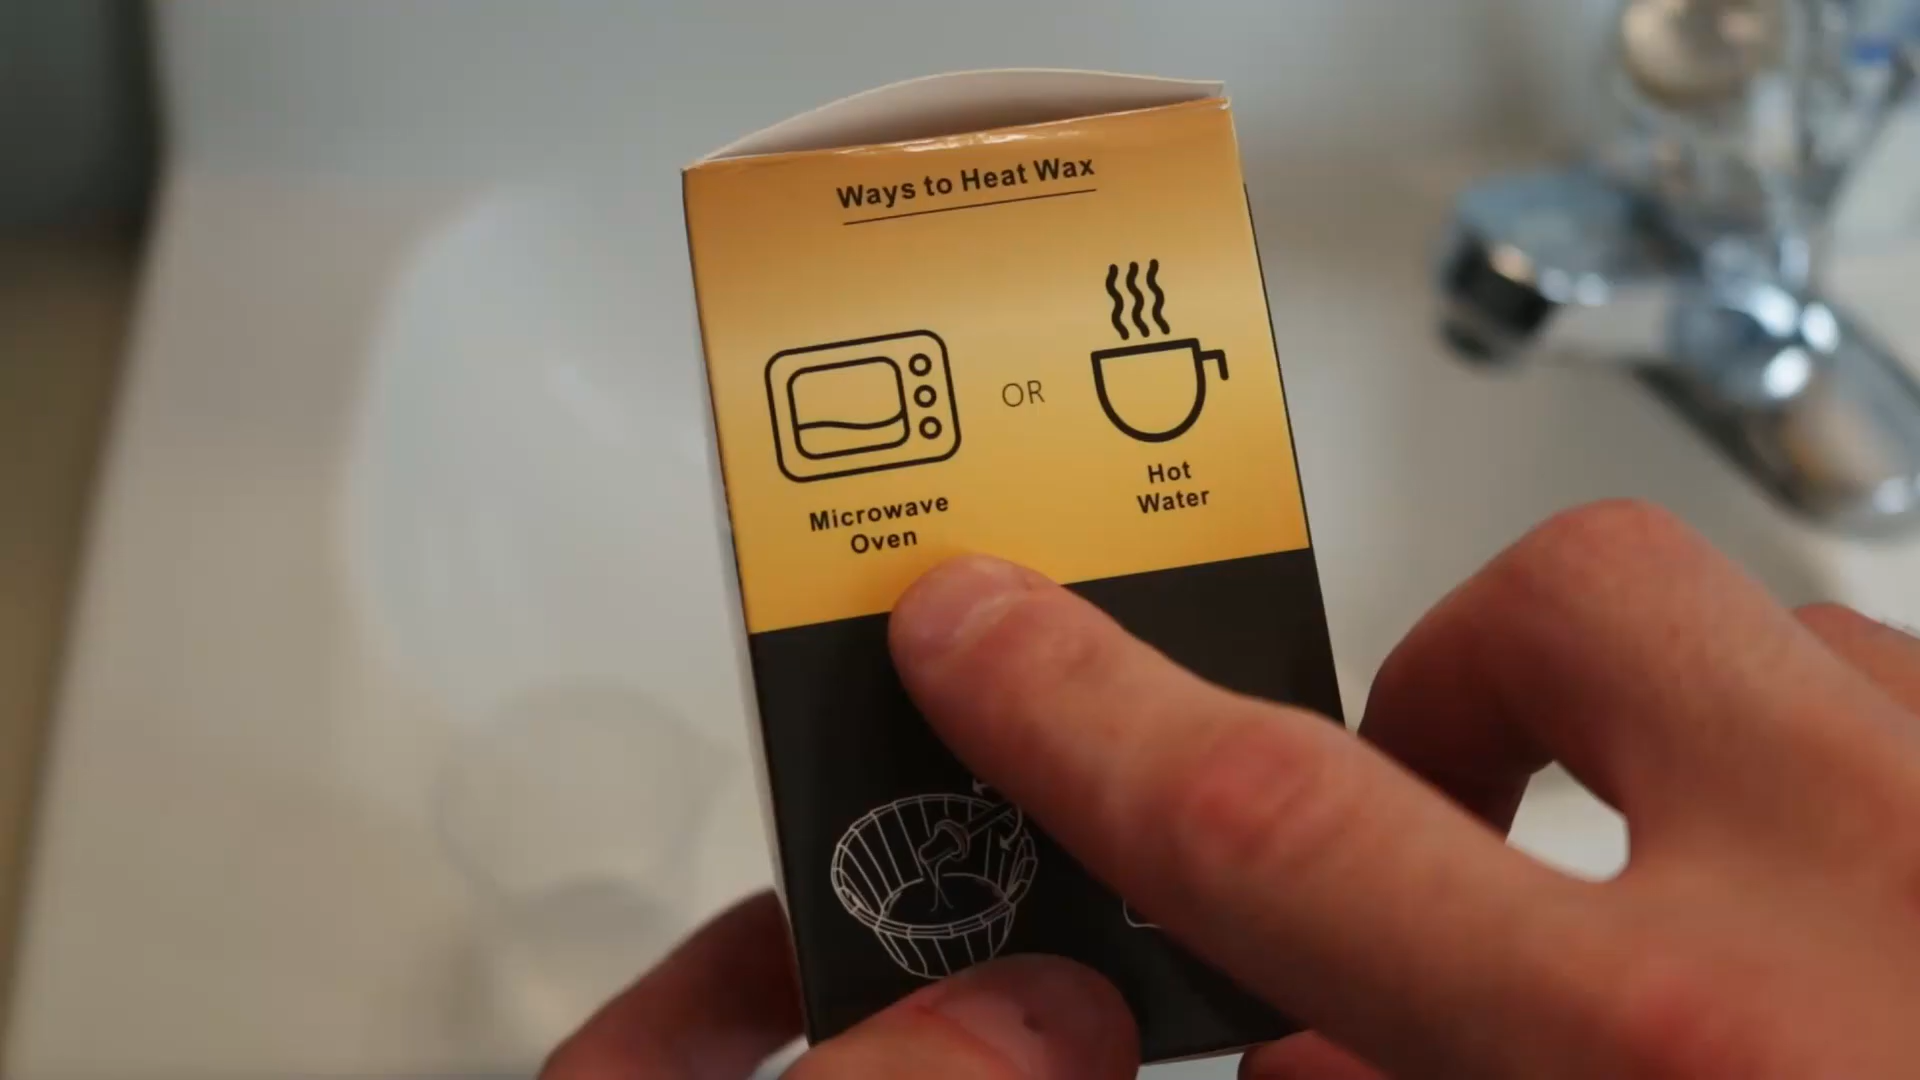 Ways to Heat Wax
OR
Microwave
Oven
Hot
Water